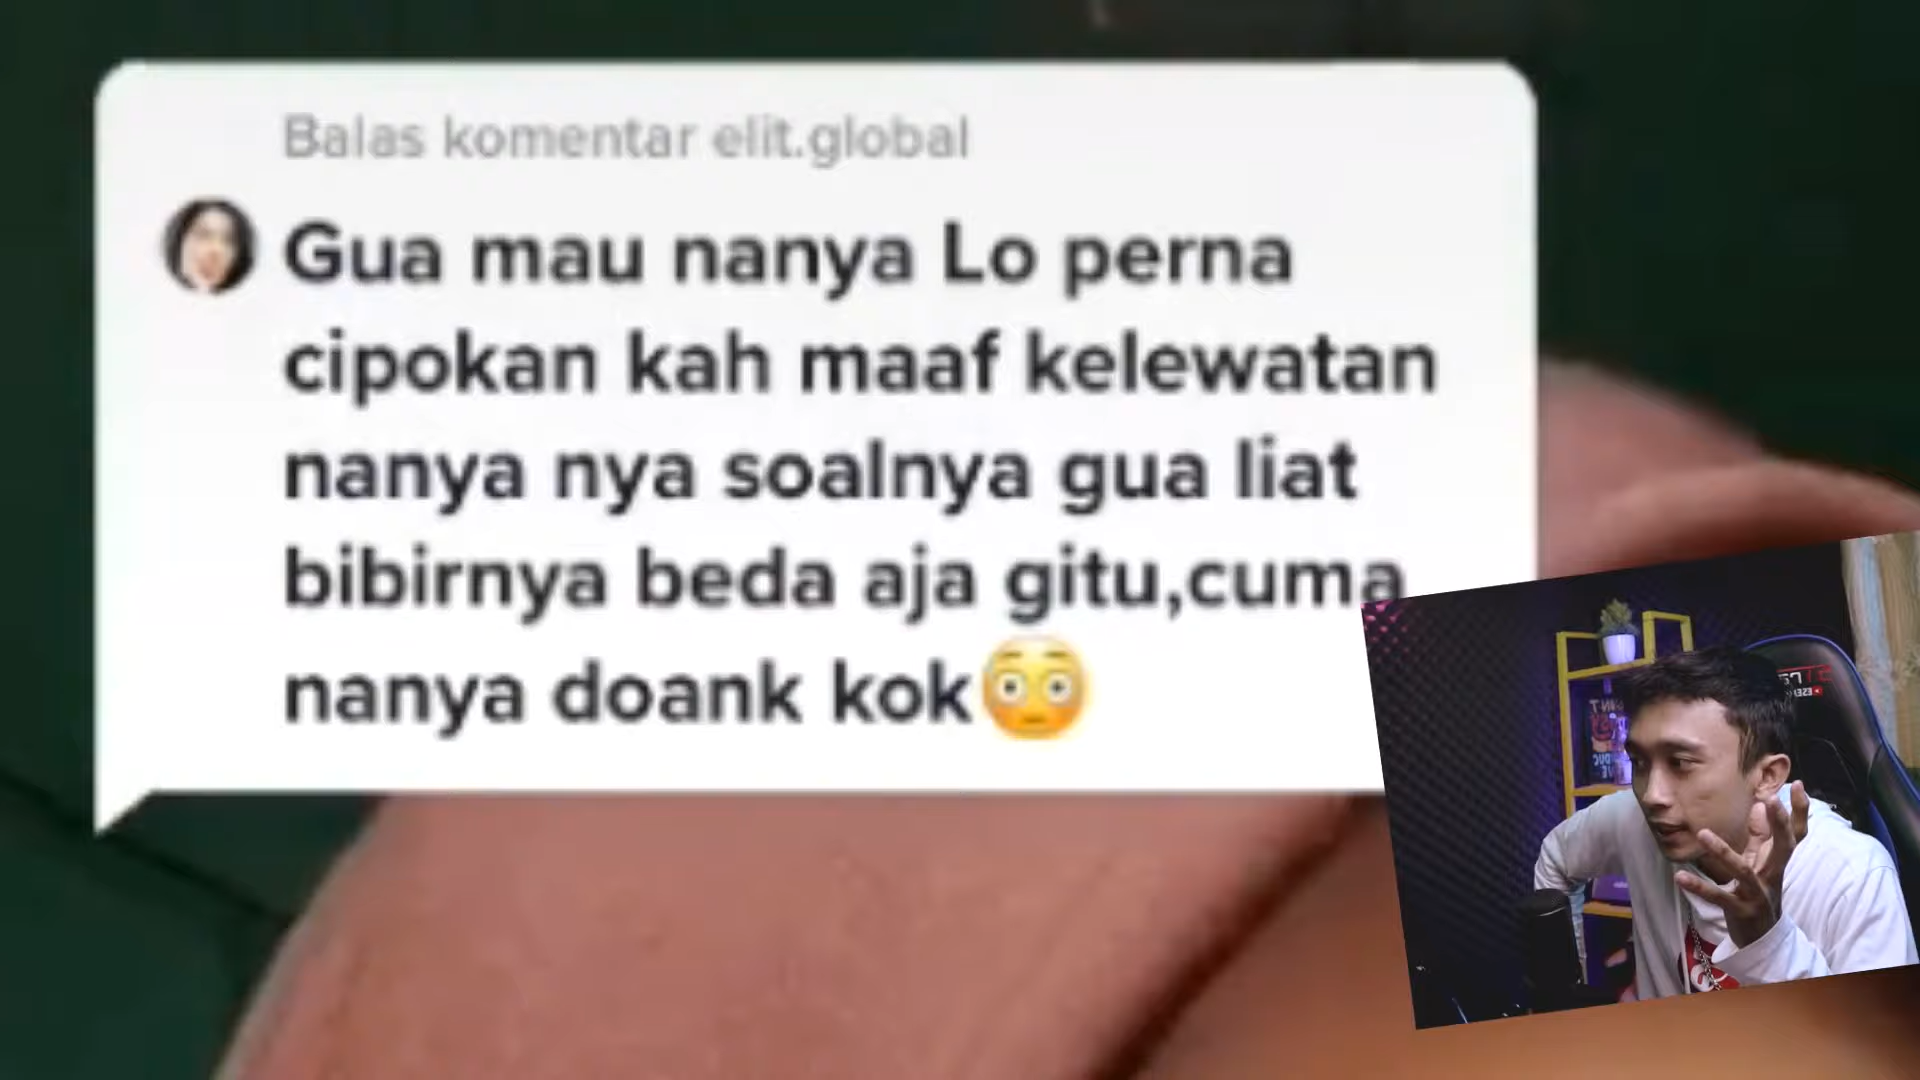 Balas komentar elit.global
Gua mau nanya Lo perna
cipokan kah maaf kelewatan
nanya nya soalnya gua liat
bibirnya beda aja gitu,cuma
nanya doank kok😳